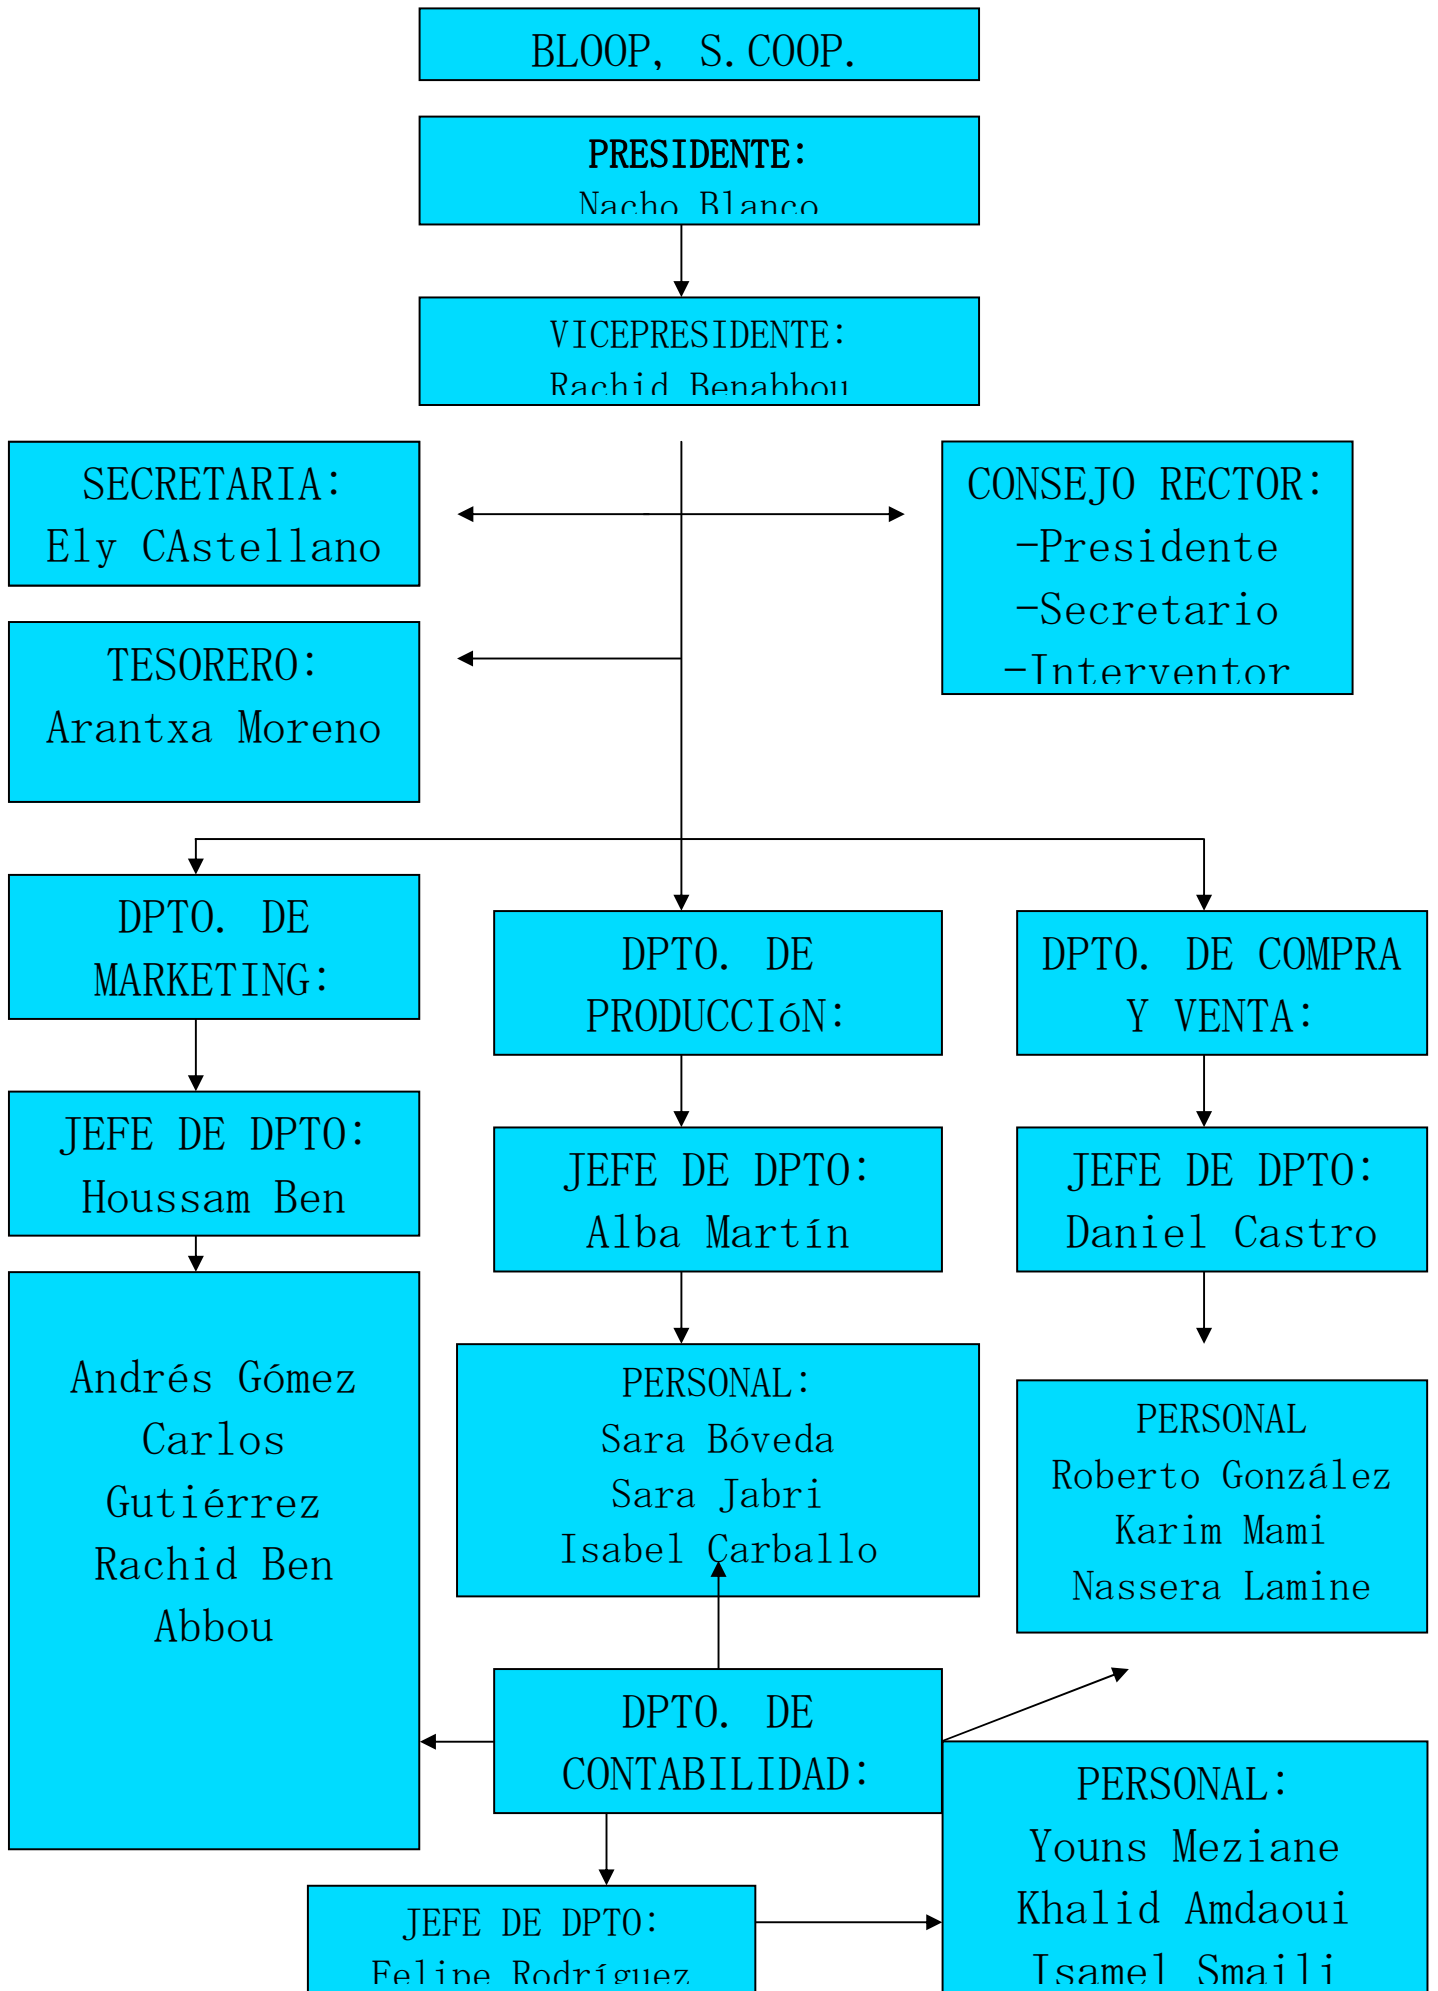 BLOOP, S.COOP.
PRESIDENTE:
Nacho Blanco
VICEPRESIDENTE:
Rachid Benabbou
SECRETARIA:
Ely CAstellano
CONSEJO RECTOR:
-Presidente
-Secretario
-Interventor
TESORERO:
Arantxa Moreno
DPTO. DE
MARKETING:
DPTO. DE
PRODUCCIóN:
DPTO. DE COMPRA
Y VENTA:
JEFE DE DPTO:
Houssam Ben
JEFE DE DPTO:
Alba Martín
JEFE DE DPTO:
Daniel Castro
Andrés Gómez
Carlos
Gutiérrez
Rachid Ben
Abbou
PERSONAL:
Sara Bóveda
Sara Jabri
Isabel Carballo
PERSONAL
Roberto González
Karim Mami
Nassera Lamine
DPTO. DE
CONTABILIDAD:
PERSONAL:
Youns Meziane
Khalid Amdaoui
Isamel Smaili
JEFE DE DPTO:
Felipe Rodríguez